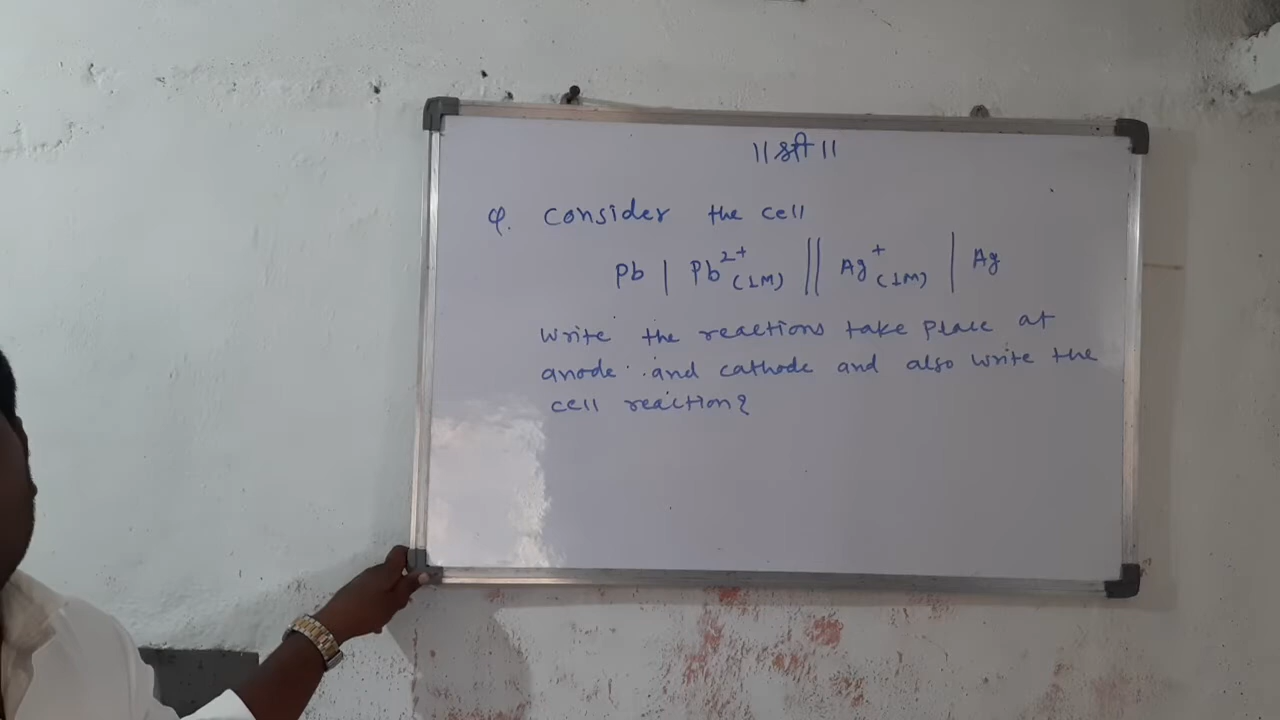 ||श्री||
Q. Consider the cell
Pb | Pb²⁺(1M) || Ag⁺(1M) | Ag
Write the reactions take place at
anode and cathode and also write the
cell reaction?